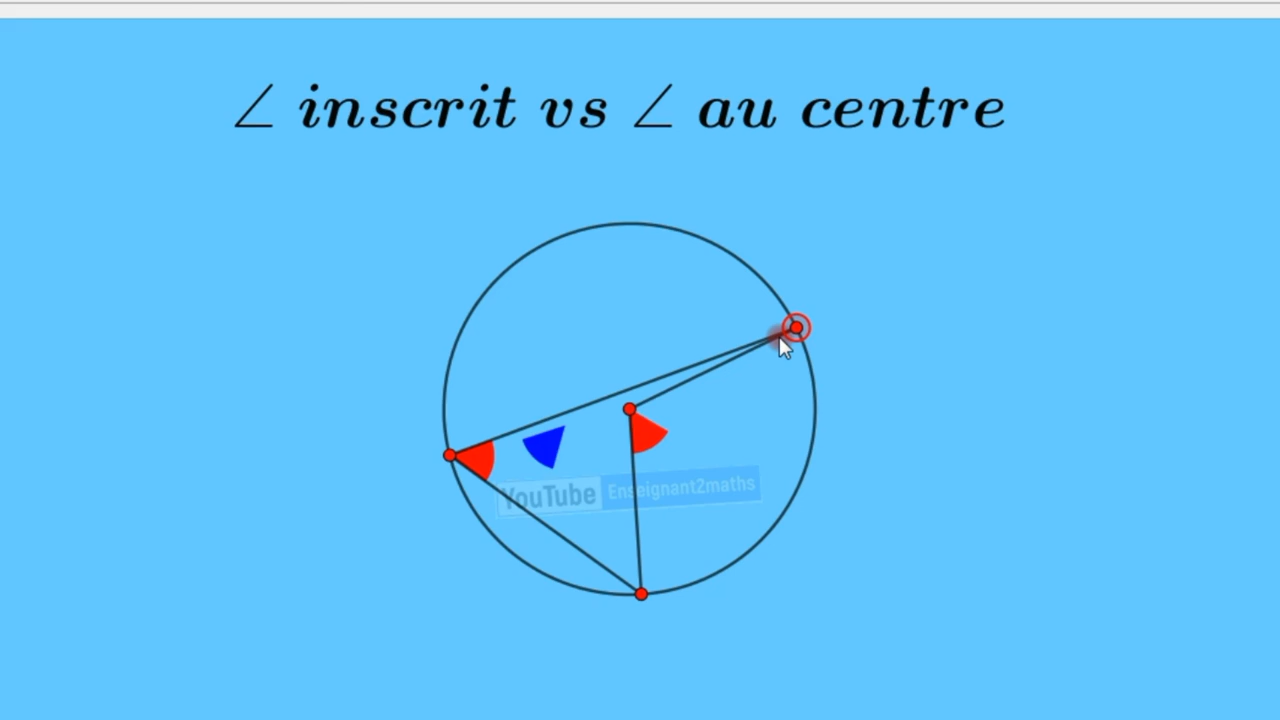 ∠ inscrit vs ∠ au centre
YouTube Enseignant2maths